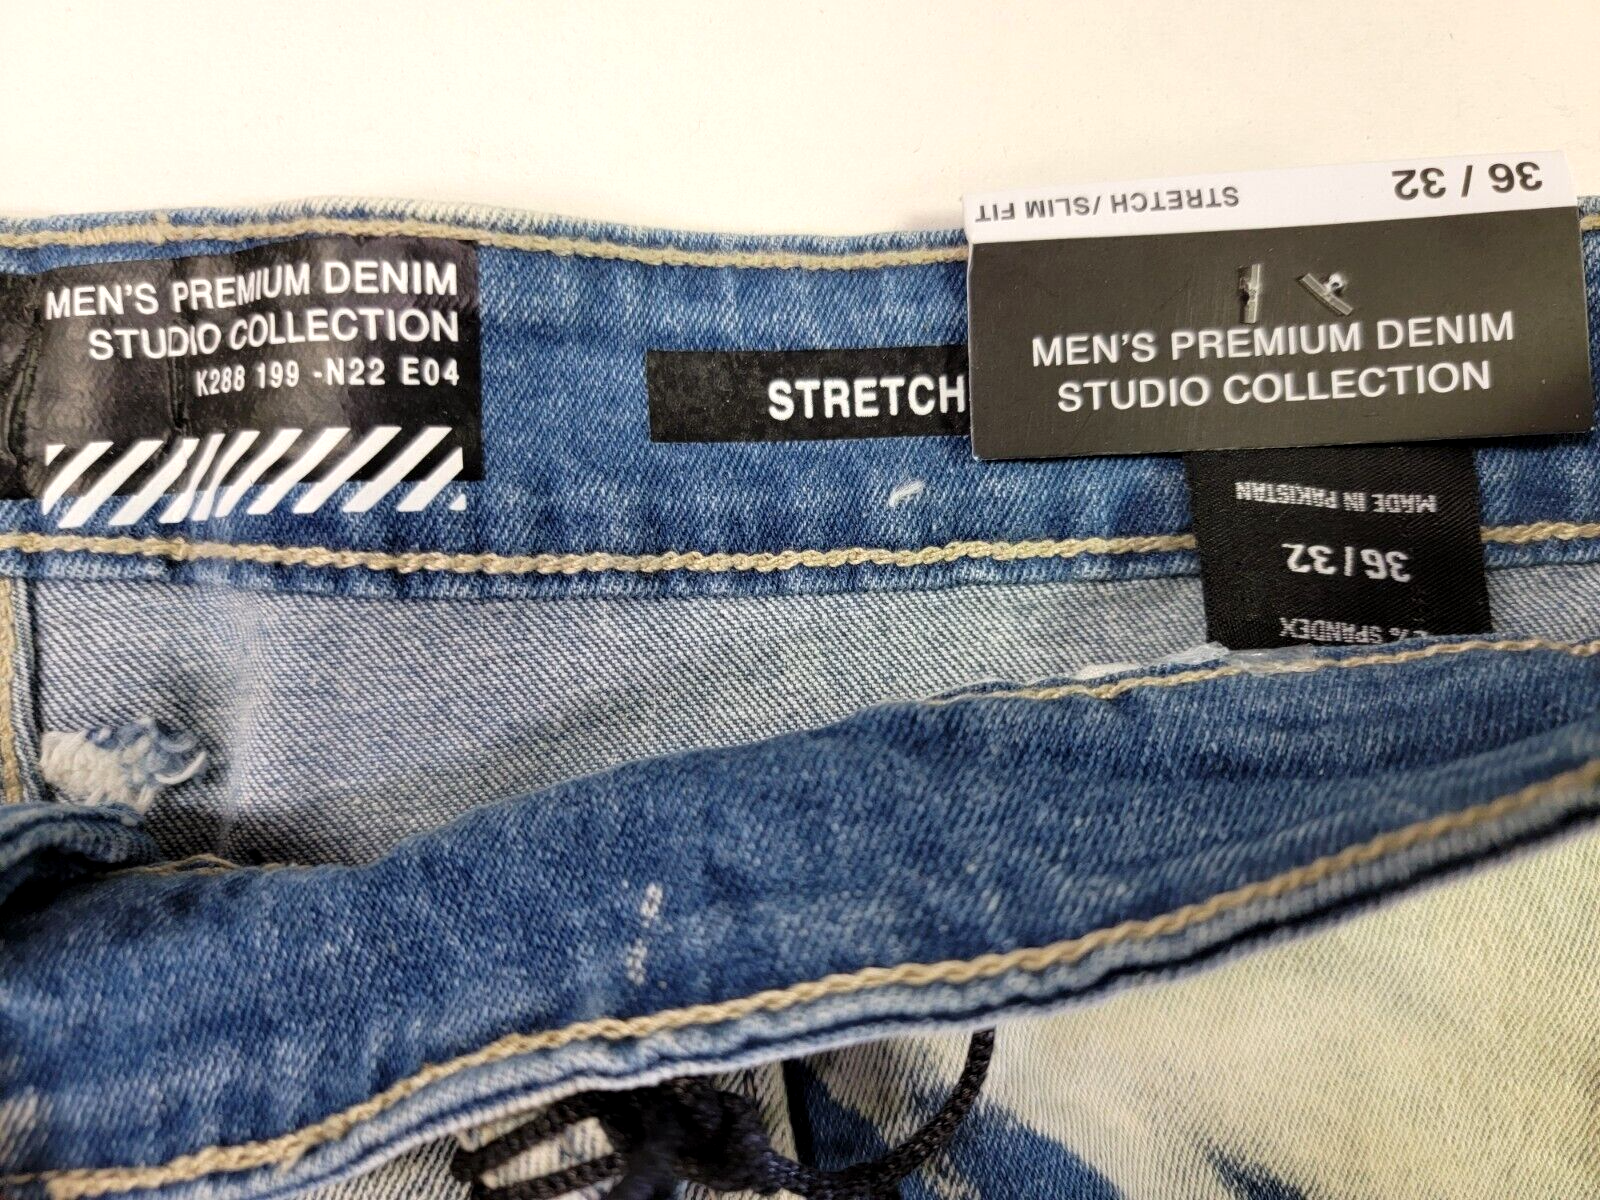 MEN'S PREMIUM DENIM
STUDIO COLLECTION
K288 199 -N22 E04
STRETCH
STRETCH / SLIM FIT
36 / 32
MEN'S PREMIUM DENIM
STUDIO COLLECTION
MADE IN PAKISTAN
36 / 32
% SPANDEX